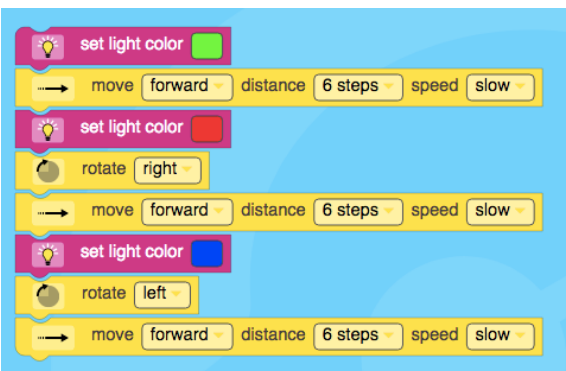 set light color
move forward distance 6 steps speed slow
set light color
rotate right
move forward distance 6 steps speed slow
set light color
rotate left
move forward distance 6 steps speed slow